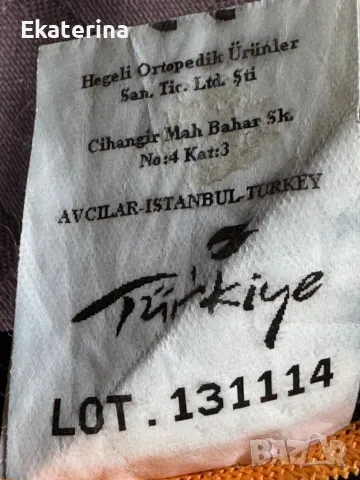 Ekaterina
Hegeli Ortopedik Ürünler
San. Tic. Ltd. Şti
Cihangir Mah Bahar Sk.
No:4 Kat:3
AVCILAR-ISTANBUL-TURKEY
Türkiye
LOT.131114
BAZAR